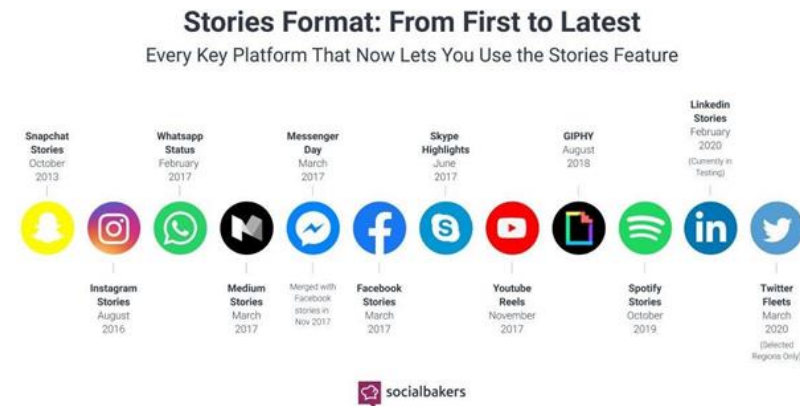 Stories Format: From First to Latest
Every Key Platform That Now Lets You Use the Stories Feature
Snapchat
Stories
October
2013
Instagram
Stories
August
2016
Whatsapp
Status
February
2017
Medium
Stories
March
2017
Messenger
Day
March
2017
Merged with
Facebook
stories in
Nov 2017
Facebook
Stories
March
2017
Skype
Highlights
June
2017
Youtube
Reels
November
2017
GIPHY
August
2018
Spotify
Stories
October
2019
Linkedin
Stories
February
2020
(Currently in
Testing)
in
Twitter
Fleets
March
2020
(Selected
Regions Only)
socialbakers